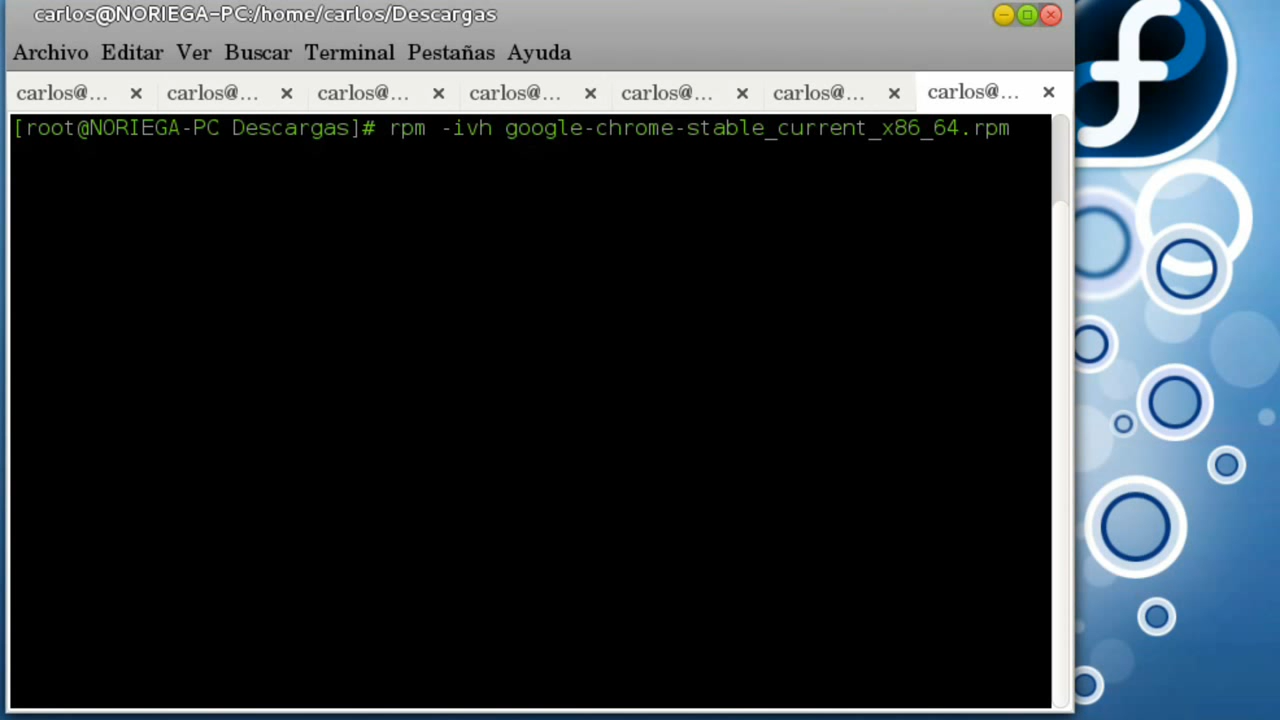 carlos@NORIEGA-PC:/home/carlos/Descargas
Archivo Editar Ver Buscar Terminal Pestañas Ayuda
carlos@... carlos@... carlos@... carlos@... carlos@... carlos@... carlos@...
[root@NORIEGA-PC Descargas]# rpm -ivh google-chrome-stable_current_x86_64.rpm